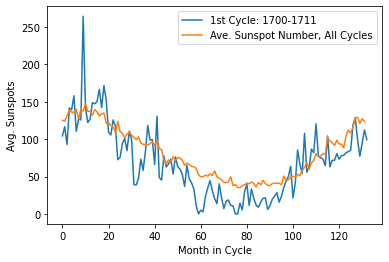 1st Cycle: 1700-1711
Ave. Sunspot Number, All Cycles
Avg. Sunspots
250
200
150
100
50
0
0 20 40 60 80 100 120
Month in Cycle